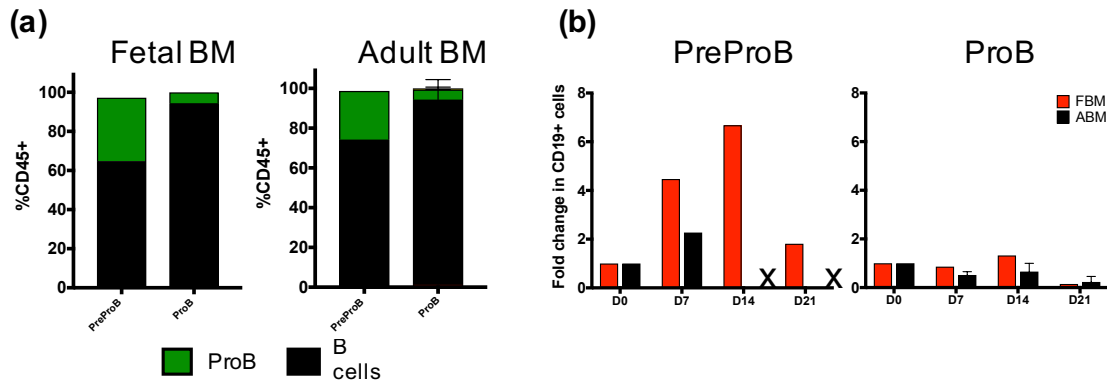 (a)
Fetal BM
Adult BM
%CD45+
100
80
60
40
20
0
PreProB
ProB
%CD45+
100
80
60
40
20
0
PreProB
ProB
ProB
B
cells
(b)
PreProB
ProB
Fold change in CD19+ cells
8
6
4
2
0
X
X
D0 D7 D14 D21
8
6
4
2
0
D0 D7 D14 D21
FBM
ABM